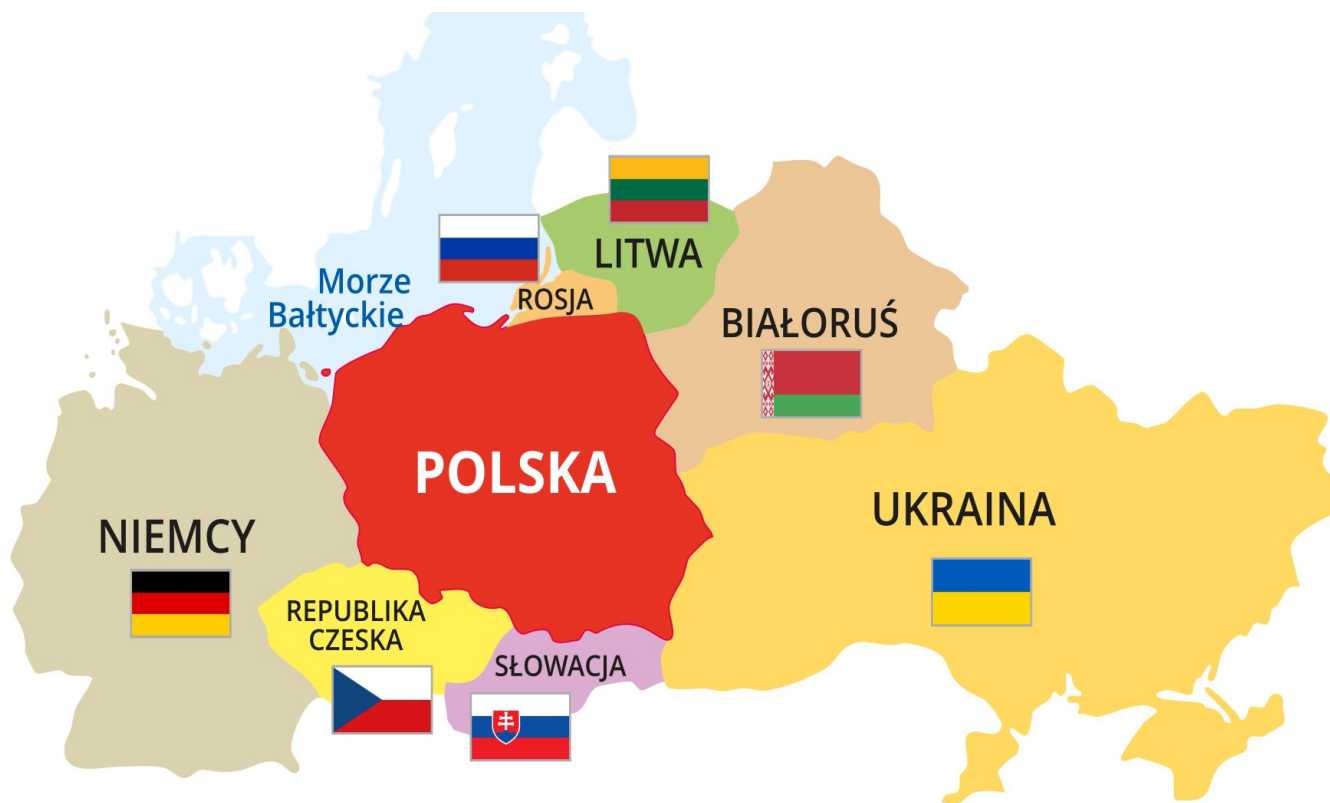 LITWA
Morze
Bałtyckie
ROSJA
BIAŁORUŚ
POLSKA
UKRAINA
NIEMCY
REPUBLIKA
CZESKA
SŁOWACJA